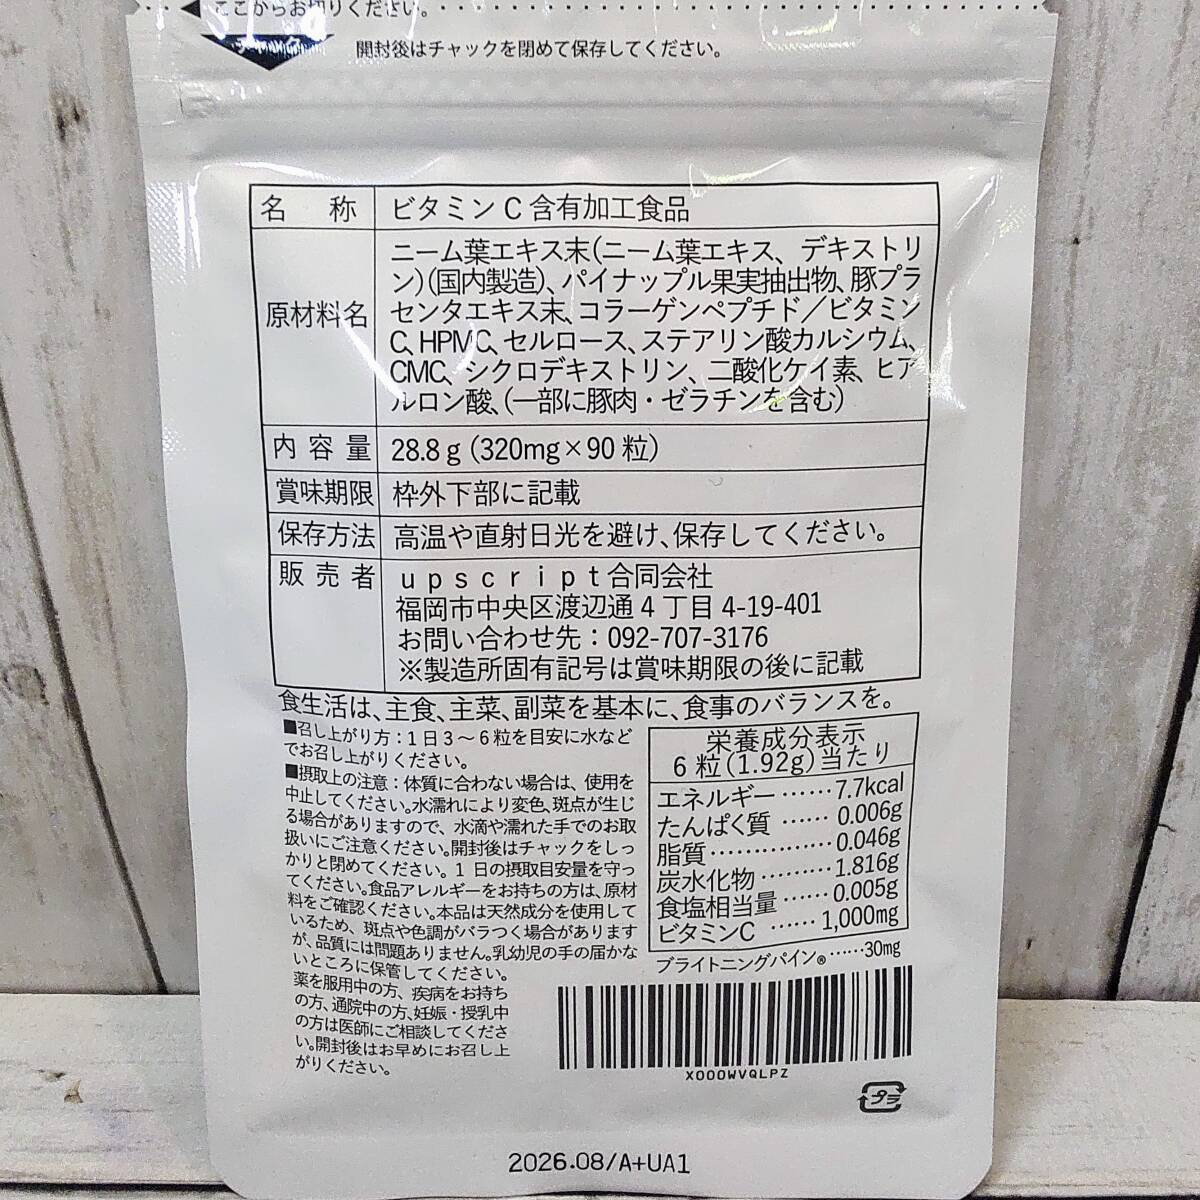 ここからお切りください。
開封後はチャックを閉めて保存してください。
名称 ビタミンC含有加工食品
原材料名 ニーム葉エキス末(ニーム葉エキス、デキストリ
ン)(国内製造)、パイナップル果実抽出物、豚プラ
センタエキス末、コラーゲンペプチド/ビタミン
C、HPMC、セルロース、ステアリン酸カルシウム、
CMC、シクロデキストリン、二酸化ケイ素、ヒア
ルロン酸、(一部に豚肉・ゼラチンを含む)
内容量 28.8g(320mg×90粒)
賞味期限 枠外下部に記載
保存方法 高温や直射日光を避け、保存してください。
販売者 upscript合同会社
福岡市中央区渡辺通4丁目4-19-401
お問い合わせ先:092-707-3176
※製造所固有記号は賞味期限の後に記載
食生活は、主食、主菜、副菜を基本に、食事のバランスを。
■召し上がり方:1日3〜6粒を目安に水など
でお召し上がりください。
■摂取上の注意:体質に合わない場合は、使用を
中止してください。水濡れにより変色、斑点が生じ
る場合がありますので、水滴や濡れた手でのお取
扱いにご注意ください。開封後はチャックをしっ
かりと閉めてください。1日の摂取目安量を守っ
てください。食品アレルギーをお持ちの方は、原材
料をご確認ください。本品は天然成分を使用して
いるため、斑点や色調がバラつく場合があります
が、品質には問題ありません。乳幼児の手の届かな
いところに保管してください。
薬を服用中の方、疾病をお持ち
の方、通院中の方、妊娠・授乳中
の方は医師にご相談してくださ
い。開封後はお早めにお召し上
がりください。
栄養成分表示
6粒(1.92g)当たり
エネルギー……7.7kcal
たんぱく質……0.006g
脂質……………0.046g
炭水化物………1.816g
食塩相当量……0.005g
ビタミンC……1,000mg
ブライトニングパイン®……30mg
X000WVQLPZ
プラ
2026.08/A+UA1